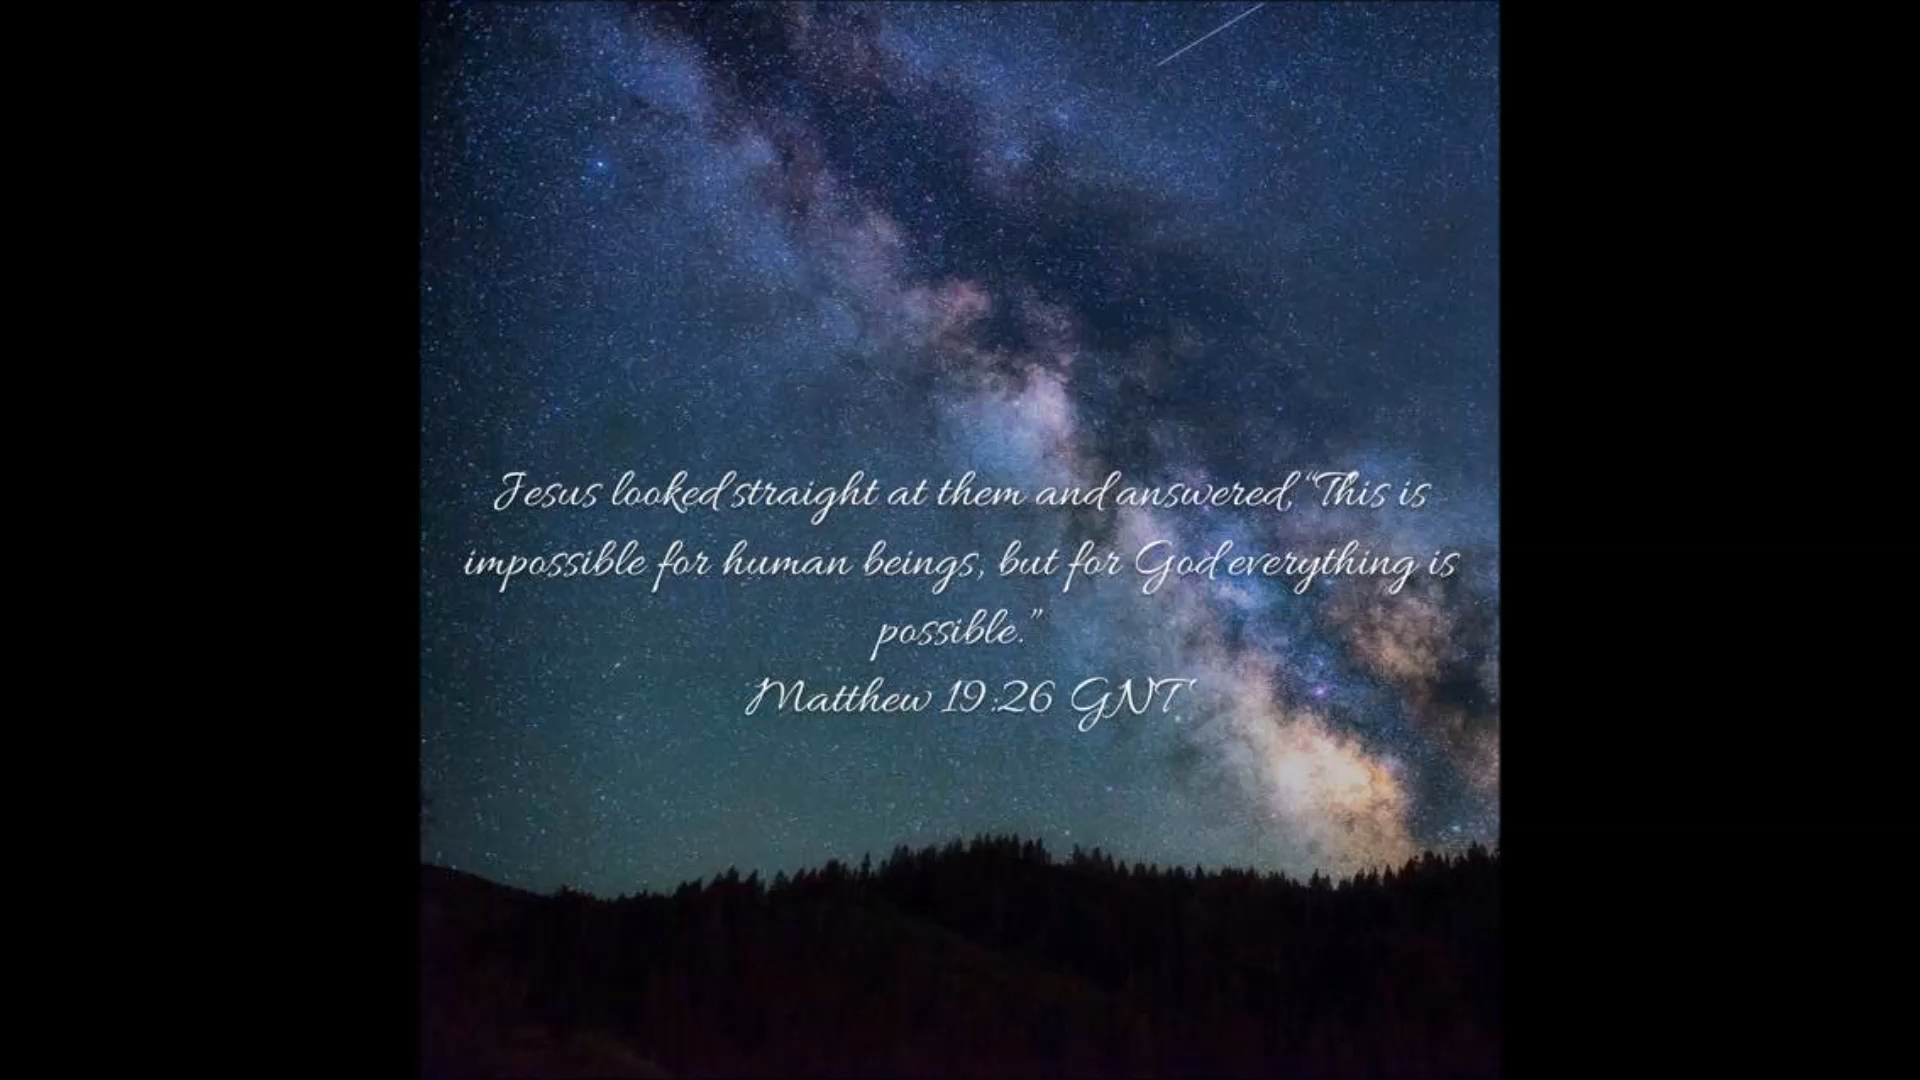 Jesus looked straight at them and answered, “This is
impossible for human beings, but for God everything is
possible.”
Matthew 19:26 GNT